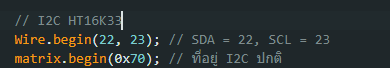 // I2C HT16K33
Wire.begin(22, 23); // SDA = 22, SCL = 23
matrix.begin(0x70); // ที่อยู่ I2C ปกติ